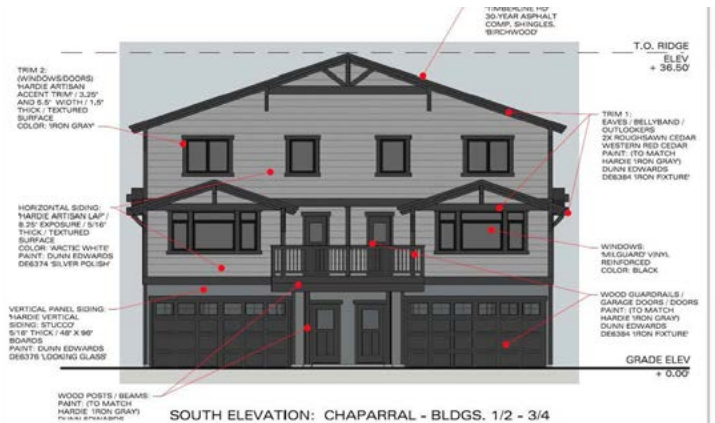 'TIMBERLINE HD'
30-YEAR ASPHALT
COMP. SHINGLES,
'BIRCHWOOD'
T.O. RIDGE
ELEV
+ 36.50'
TRIM 2:
(WINDOWS/DOORS)
'HARDIE ARTISAN
ACCENT TRIM' / 3.25"
AND 5.5" WIDTH / 1.5"
THICK / TEXTURED
SURFACE
COLOR: 'IRON GRAY'
TRIM 1:
EAVES / BELLYBAND /
OUTLOOKERS
2X ROUGHSAWN CEDAR
WESTERN RED CEDAR
PAINT: (TO MATCH
HARDIE 'IRON GRAY)
DUNN EDWARDS
DE6384 'IRON FIXTURE'
HORIZONTAL SIDING:
'HARDIE ARTISAN LAP' /
8.25" EXPOSURE / 5/16"
THICK / TEXTURED
SURFACE
COLOR: 'ARCTIC WHITE'
PAINT: DUNN EDWARDS
DE6374 'SILVER POLISH'
WINDOWS:
'MILGUARD' VINYL
REINFORCED
COLOR: BLACK
VERTICAL PANEL SIDING:
'HARDIE VERTICAL
SIDING: STUCCO'
5/16" THICK / 48" X 96"
BOARDS
PAINT: DUNN EDWARDS
DE6376 'LOOKING GLASS'
WOOD GUARDRAILS /
GARAGE DOORS / DOORS
PAINT: (TO MATCH
HARDIE 'IRON GRAY)
DUNN EDWARDS
DE6384 'IRON FIXTURE'
GRADE ELEV
+ 0.00'
WOOD POSTS / BEAMS:
PAINT: (TO MATCH
HARDIE 'IRON GRAY)
DUNN EDWARDS
SOUTH ELEVATION: CHAPARRAL - BLDGS. 1/2 - 3/4